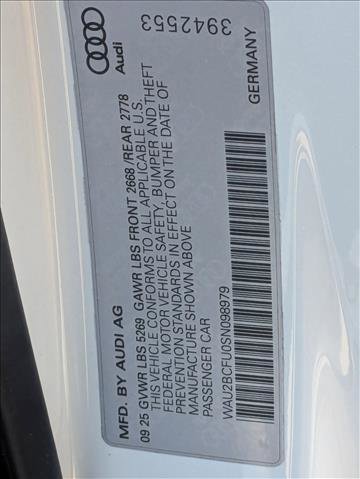 MFD. BY AUDI AG
Audi
09 25 GVWR LBS 5269 GAWR LBS FRONT 2668 /REAR 2778
THIS VEHICLE CONFORMS TO ALL APPLICABLE U.S.
FEDERAL MOTOR VEHICLE SAFETY, BUMPER AND THEFT
PREVENTION STANDARDS IN EFFECT ON THE DATE OF
MANUFACTURE SHOWN ABOVE
PASSENGER CAR
3942553
WAU2BCFU0SN098979
GERMANY